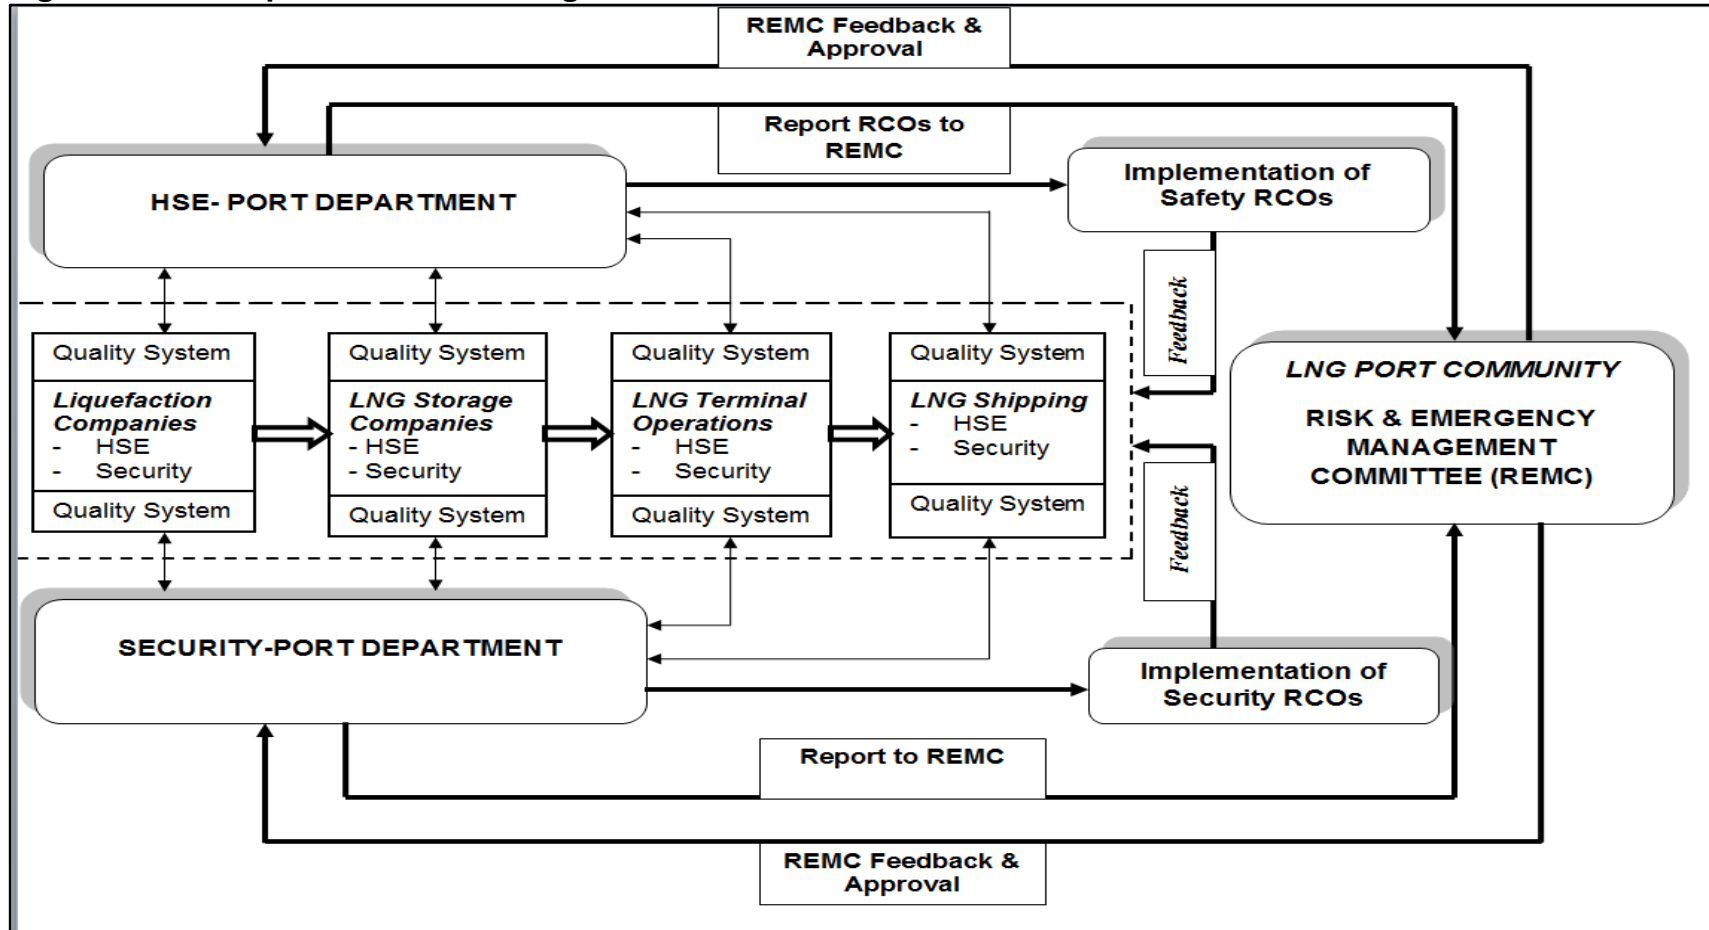 REMC Feedback &
Approval
Report RCOs to
REMC
HSE- PORT DEPARTMENT
Implementation of
Safety RCOs
Feedback
Quality System
Liquefaction
Companies
- HSE
- Security
Quality System
Quality System
LNG Storage
Companies
- HSE
- Security
Quality System
Quality System
LNG Terminal
Operations
- HSE
- Security
Quality System
Quality System
LNG Shipping
- HSE
- Security
Quality System
LNG PORT COMMUNITY
RISK & EMERGENCY
MANAGEMENT
COMMITTEE (REMC)
Feedback
SECURITY-PORT DEPARTMENT
Implementation of
Security RCOs
Report to REMC
REMC Feedback &
Approval